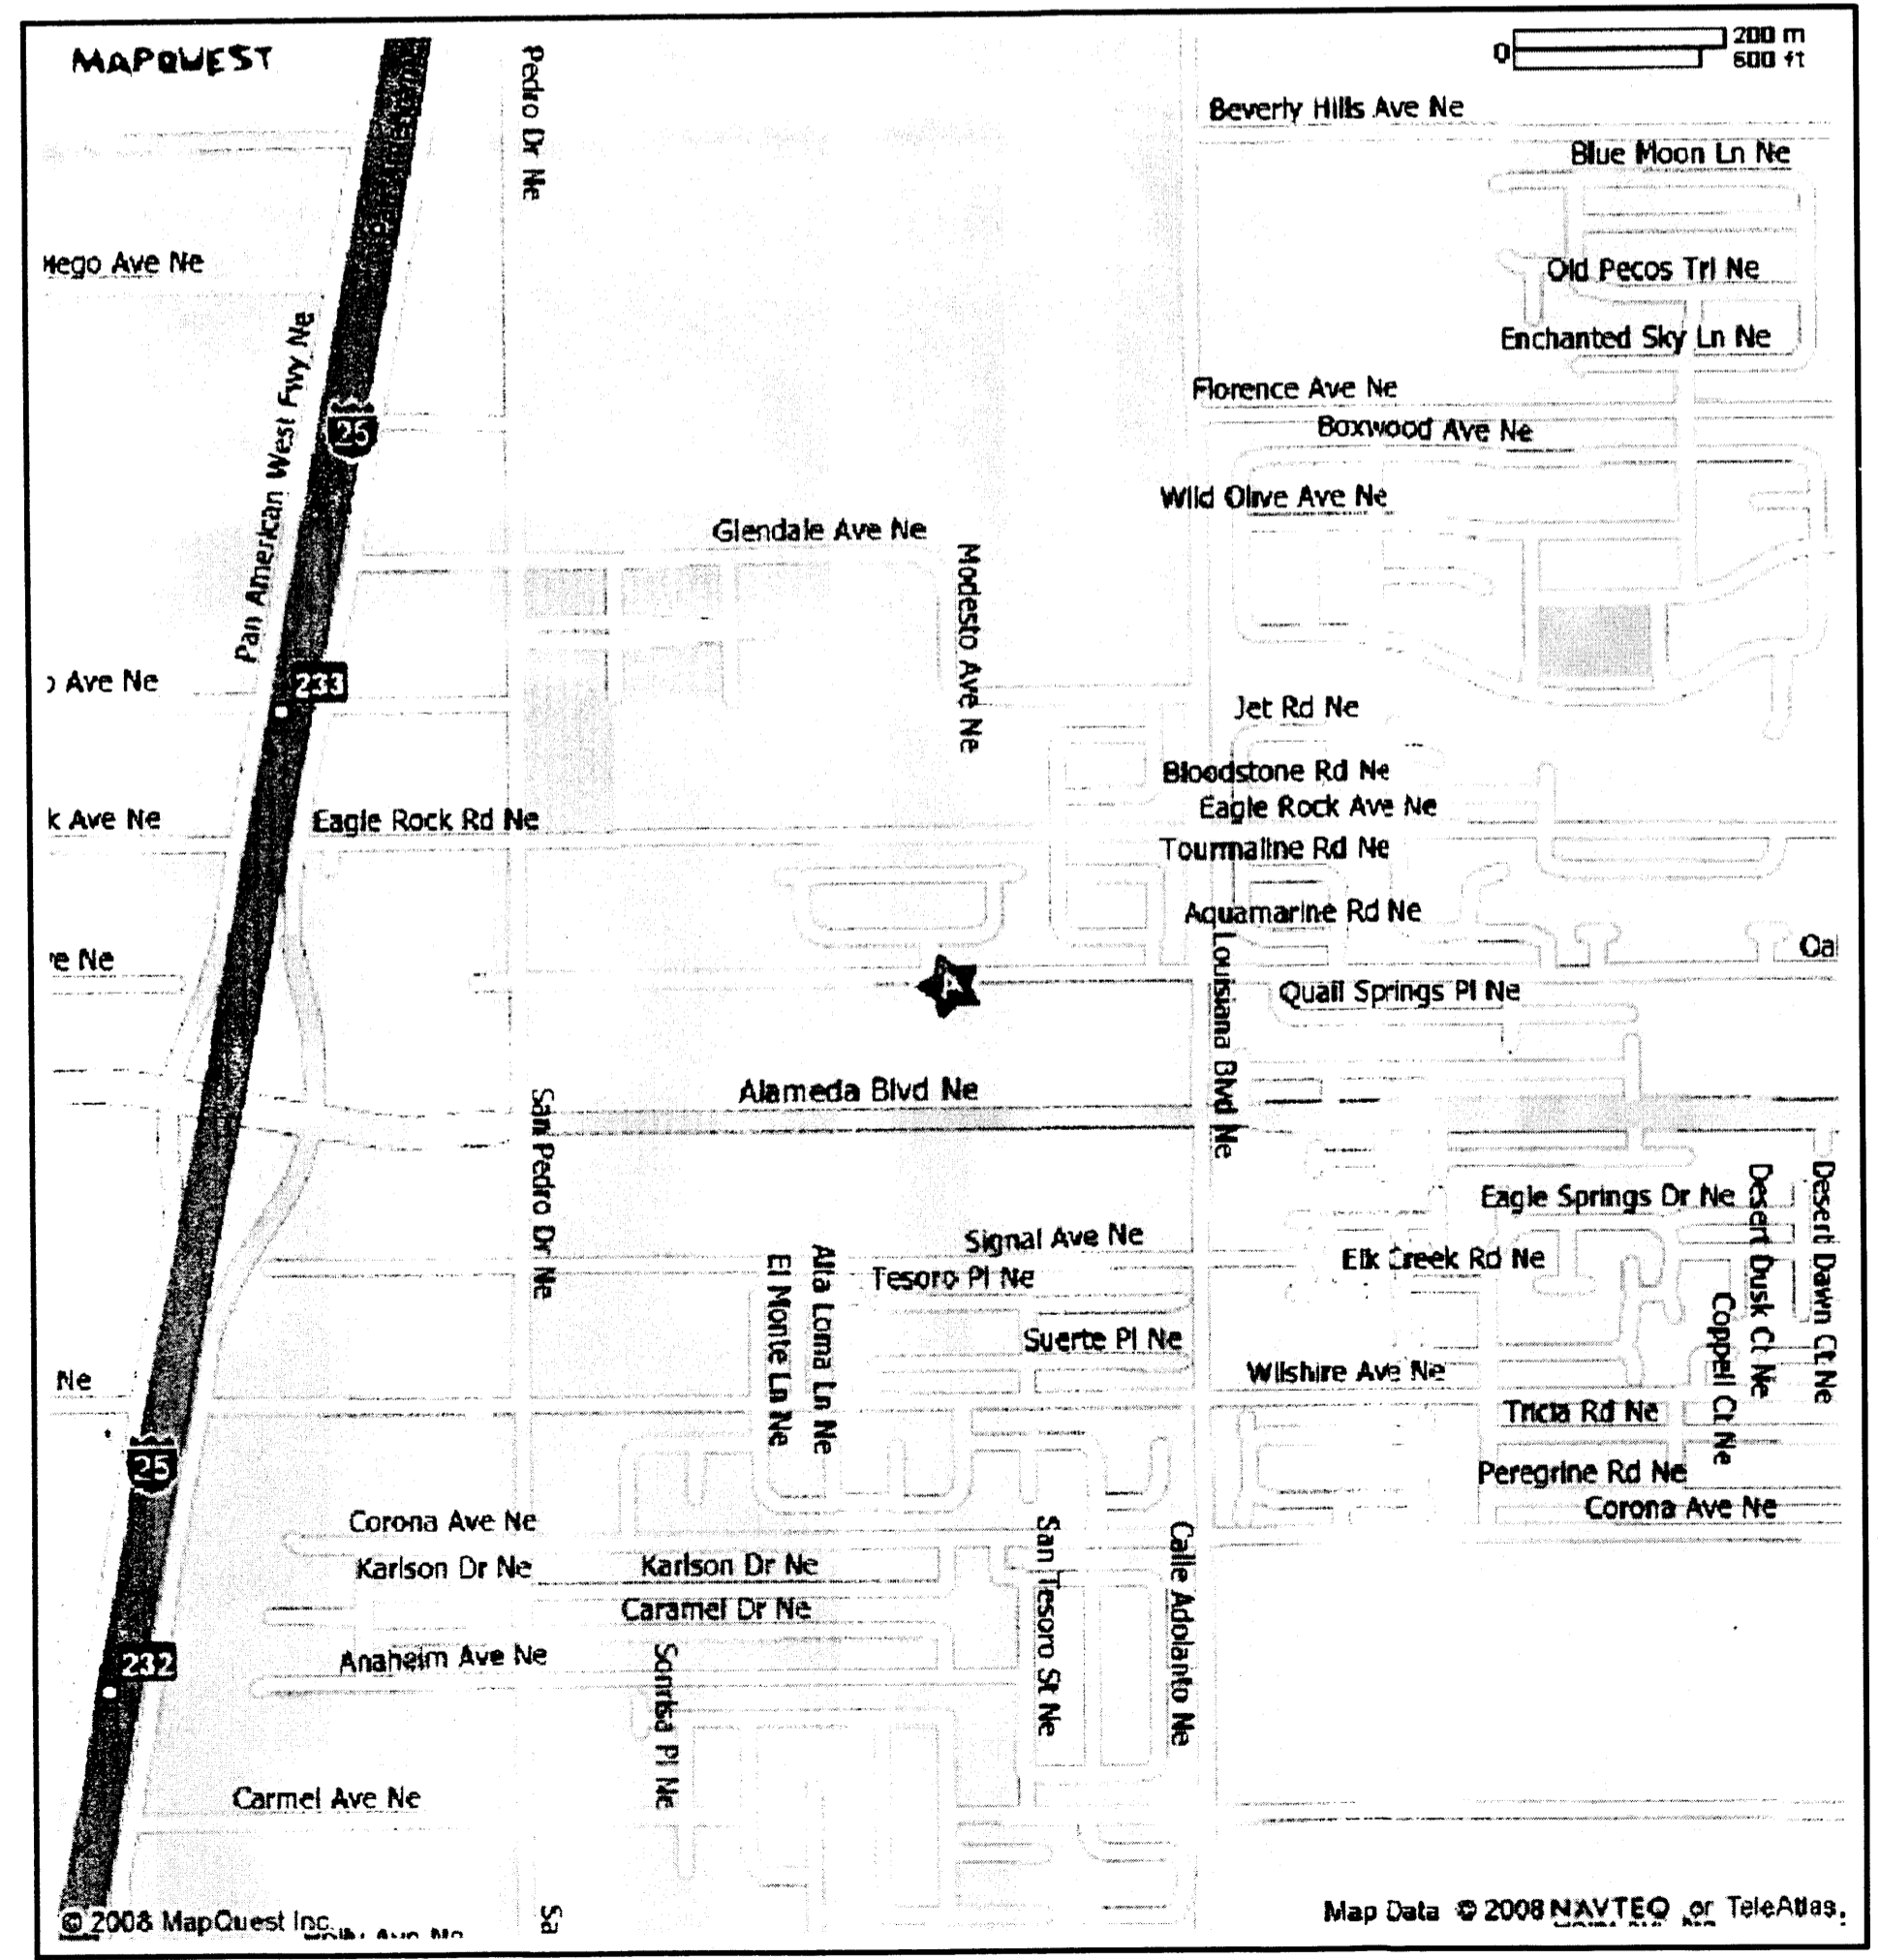 MAPQUEST
0
200 m
600 ft
Pedro Dr Ne
Beverly Hills Ave Ne
Blue Moon Ln Ne
Ave Ne
Old Pecos Trl Ne
Enchanted Sky Ln Ne
Pan American West Fwy Ne
25
Florence Ave Ne
Boxwood Ave Ne
Wild Olive Ave Ne
Glendale Ave Ne
Modesto Ave Ne
Ave Ne
233
Jet Rd Ne
Bloodstone Rd Ne
Eagle Rock Ave Ne
k Ave Ne
Eagle Rock Rd Ne
Tourmaline Rd Ne
Aquamarine Rd Ne
Louisiana Blvd Ne
e Ne
Oa
A
Quail Springs Pl Ne
Alameda Blvd Ne
San Pedro Dr Ne
Eagle Springs Dr Ne
Desert Dusk Ct Ne
Desert Dawn Ct Ne
Signal Ave Ne
Elk Creek Rd Ne
Tesoro Pl Ne
El Monte Ln Ne
Alta Loma Ln Ne
Suerte Pl Ne
Coppell Ct Ne
Ne
Wilshire Ave Ne
Tricia Rd Ne
25
Peregrine Rd Ne
Corona Ave Ne
Corona Ave Ne
Karlson Dr Ne
Karlson Dr Ne
San Tesoro St Ne
Calle Adolanto Ne
Caramel Dr Ne
232
Anaheim Ave Ne
Sonrisa Pl Ne
Carmel Ave Ne
© 2008 MapQuest Inc.
Sa
Map Data © 2008 NAVTEQ or TeleAtlas.